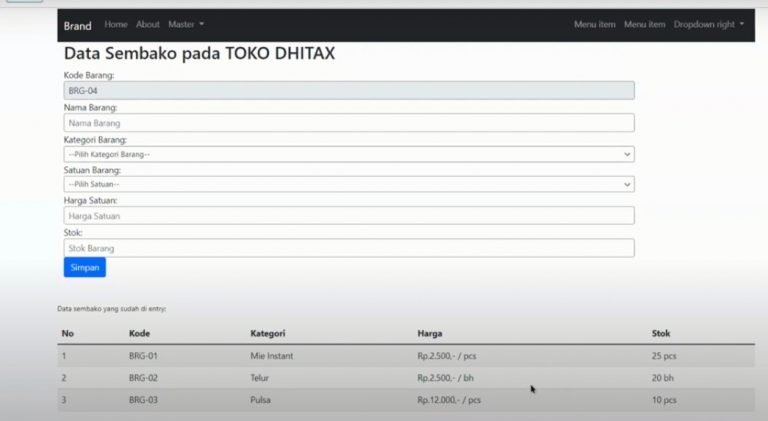 Brand Home About Master Menu item Menu item Dropdown right
Data Sembako pada TOKO DHITAX
Kode Barang:
BRG-04
Nama Barang:
Nama Barang
Kategori Barang:
--Pilih Kategori Barang--
Satuan Barang:
--Pilih Satuan--
Harga Satuan:
Harga Satuan
Stok:
Stok Barang
Simpan
Data sembako yang sudah di entry:
No Kode Kategori Harga Stok
1 BRG-01 Mie Instant Rp.2.500,- / pcs 25 pcs
2 BRG-02 Telur Rp.2.500,- / bh 20 bh
3 BRG-03 Pulsa Rp.12.000,- / pcs 10 pcs